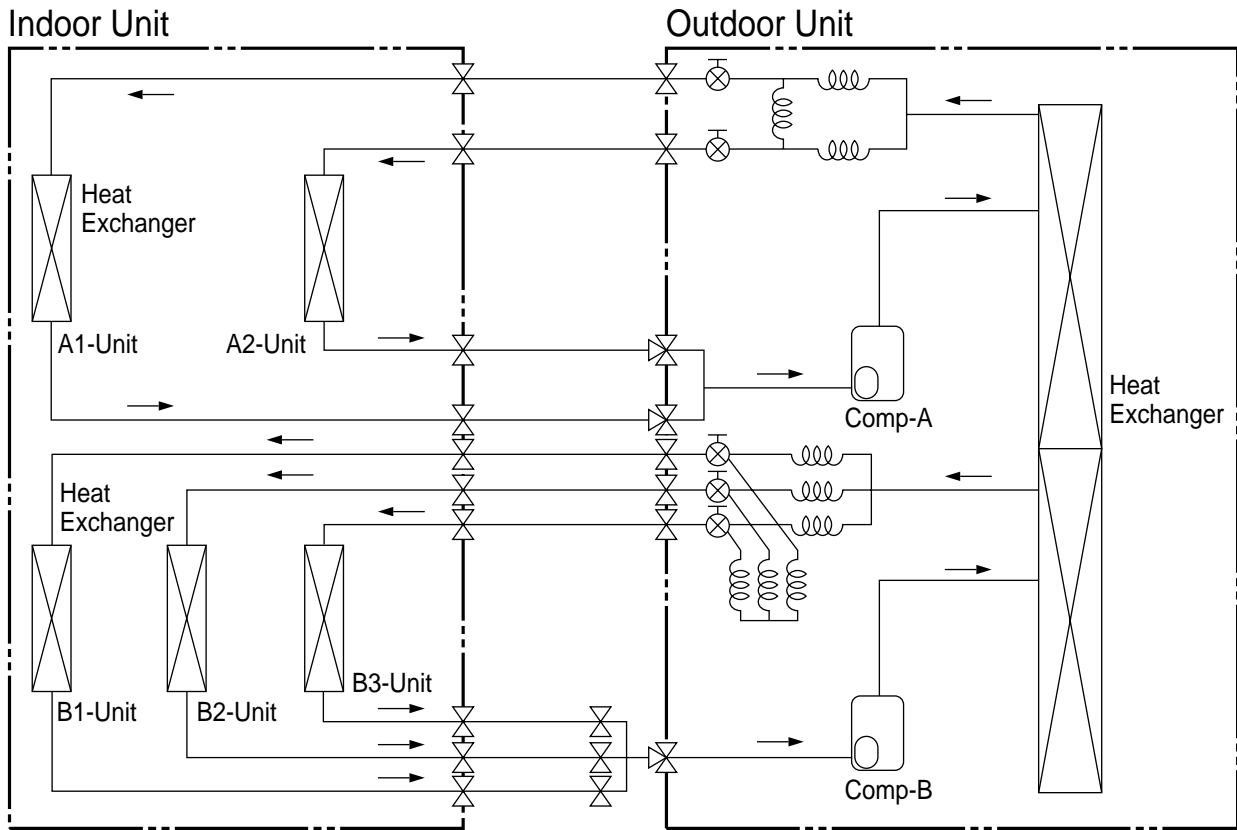 Indoor Unit
Outdoor Unit
Heat
Exchanger
A1-Unit
A2-Unit
Comp-A
Heat
Exchanger
Heat
Exchanger
B1-Unit
B2-Unit
B3-Unit
Comp-B